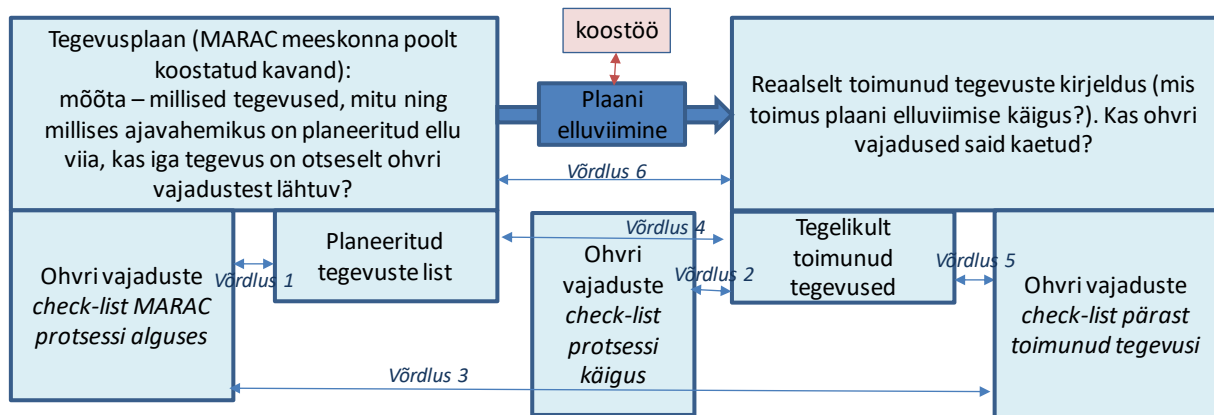 Tegevusplaan (MARAC meeskonna poolt
koostatud kavand):
mõõta – millised tegevused, mitu ning
millises ajavahemikus on planeeritud ellu
viia, kas iga tegevus on otseselt ohvri
vajadustest lähtuv?
koostöö
Plaani
elluviimine
Reaalselt toimunud tegevuste kirjeldus (mis
toimus plaani elluviimise käigus?). Kas ohvri
vajadused said kaetud?
Võrdlus 6
Ohvri vajaduste
check-list MARAC
protsessi alguses
Võrdlus 1
Planeeritud
tegevuste list
Võrdlus 4
Ohvri
vajaduste
check-list
protsessi
käigus
Võrdlus 2
Tegelikult
toimunud
tegevused
Võrdlus 5
Ohvri vajaduste
check-list pärast
toimunud tegevusi
Võrdlus 3